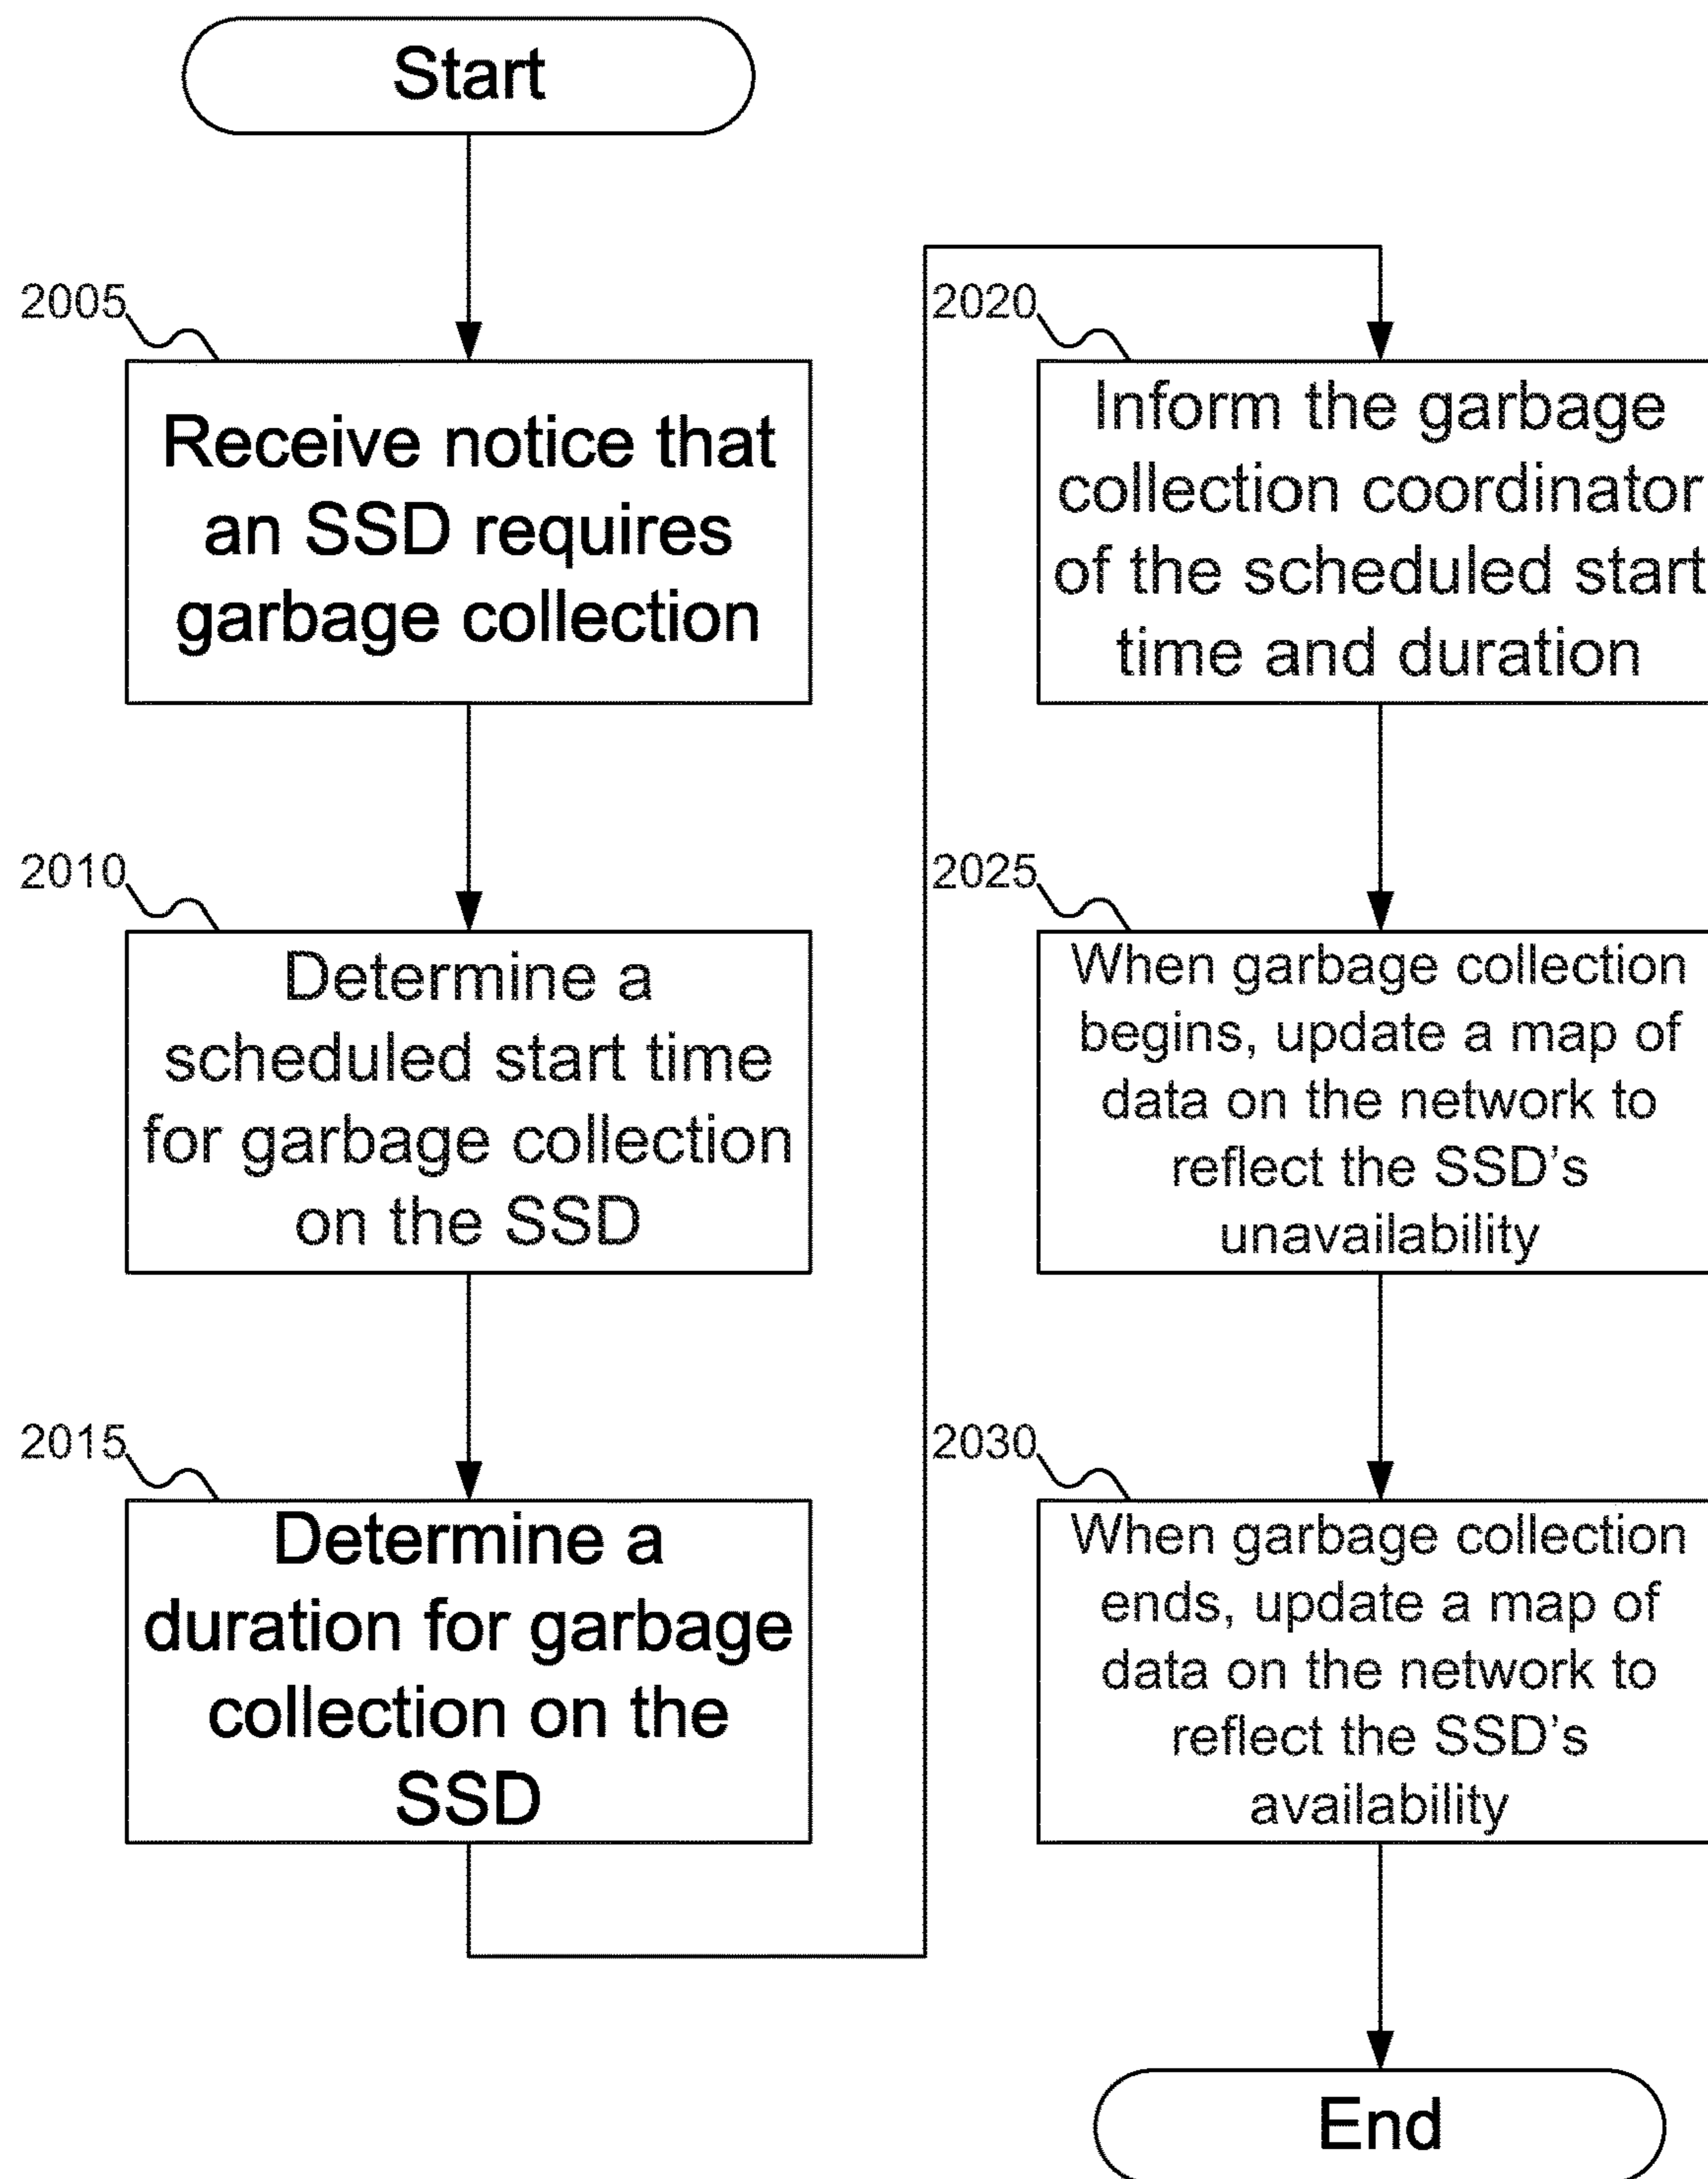 Start
2005
Receive notice that
an SSD requires
garbage collection
2010
Determine a
scheduled start time
for garbage collection
on the SSD
2015
Determine a
duration for garbage
collection on the
SSD
2020
Inform the garbage
collection coordinator
of the scheduled start
time and duration
2025
When garbage collection
begins, update a map of
data on the network to
reflect the SSD's
unavailability
2030
When garbage collection
ends, update a map of
data on the network to
reflect the SSD's
availability
End